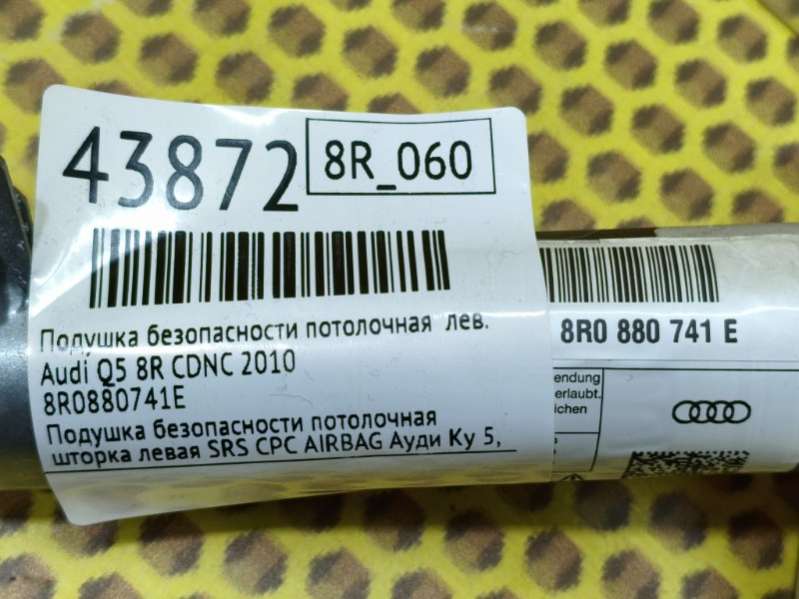 43872
8R_060
Подушка безопасности потолочная лев.
Audi Q5 8R CDNC 2010
8R0880741E
Подушка безопасности потолочная
шторка левая SRS СРС AIRBAG Ауди Ку 5,
8R0 880 741 E
endung
erlaubt.
ichen